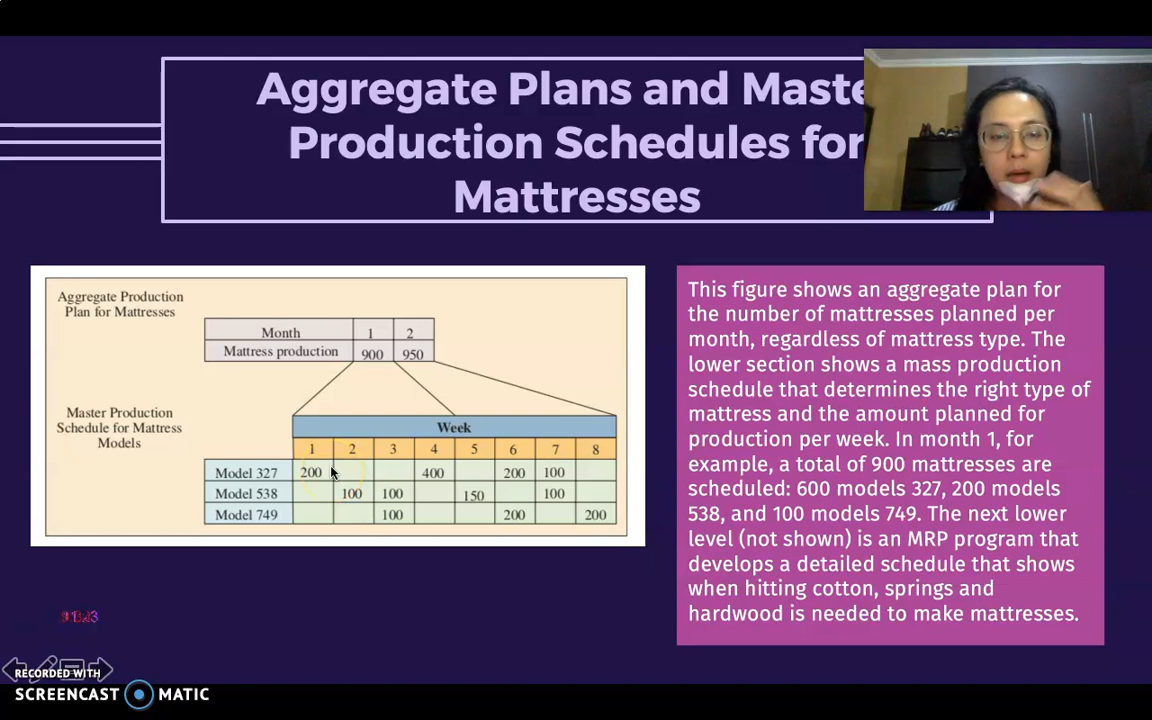 Aggregate Plans and Maste
Production Schedules for
Mattresses
Aggregate Production
Plan for Mattresses
Month 1 2
Mattress production 900 950
Master Production
Schedule for Mattress
Models
Week
1 2 3 4 5 6 7 8
Model 327 200 400 200 100
Model 538 100 100 150 100
Model 749 100 200 200
This figure shows an aggregate plan for
the number of mattresses planned per
month, regardless of mattress type. The
lower section shows a mass production
schedule that determines the right type of
mattress and the amount planned for
production per week. In month 1, for
example, a total of 900 mattresses are
scheduled: 600 models 327, 200 models
538, and 100 models 749. The next lower
level (not shown) is an MRP program that
develops a detailed schedule that shows
when hitting cotton, springs and
hardwood is needed to make mattresses.
RECORDED WITH
SCREENCAST MATIC